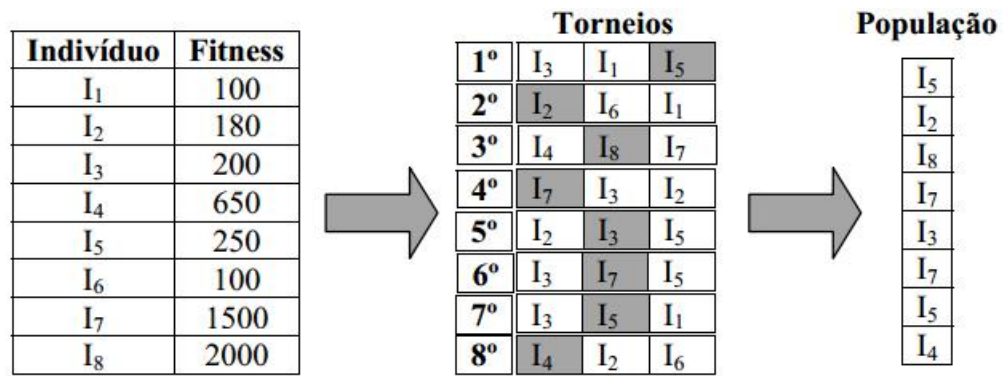 Indivíduo Fitness
I₁ 100
I₂ 180
I₃ 200
I₄ 650
I₅ 250
I₆ 100
I₇ 1500
I₈ 2000
Torneios
1º I₃ I₁ I₅
2º I₂ I₆ I₁
3º I₄ I₈ I₇
4º I₇ I₃ I₂
5º I₂ I₃ I₅
6º I₃ I₇ I₅
7º I₃ I₅ I₁
8º I₄ I₂ I₆
População
I₅
I₂
I₈
I₇
I₃
I₇
I₅
I₄